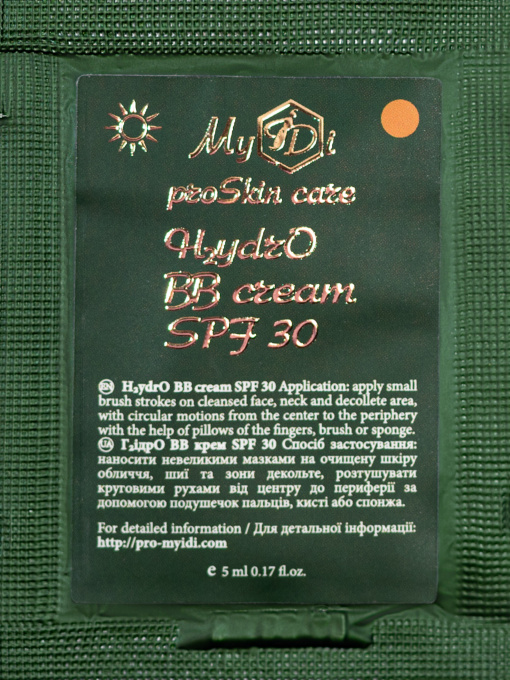 MyiDi
proSkin care
H₂ydrO
BB cream
SPF 30
EN H₂ydrO BB cream SPF 30 Application: apply small
brush strokes on cleansed face, neck and decollete area,
with circular motions from the center to the periphery
with the help of pillows of the fingers, brush or sponge.
UA Г₂ідрО BB крем SPF 30 Спосіб застосування:
наносити невеликими мазками на очищену шкіру
обличчя, шиї та зони декольте, розтушувати
круговими рухами від центру до периферії за
допомогою подушечок пальців, кисті або спонжа.
For detailed information / Для детальної інформації:
http://pro-myidi.com
e 5 ml 0.17 fl.oz.